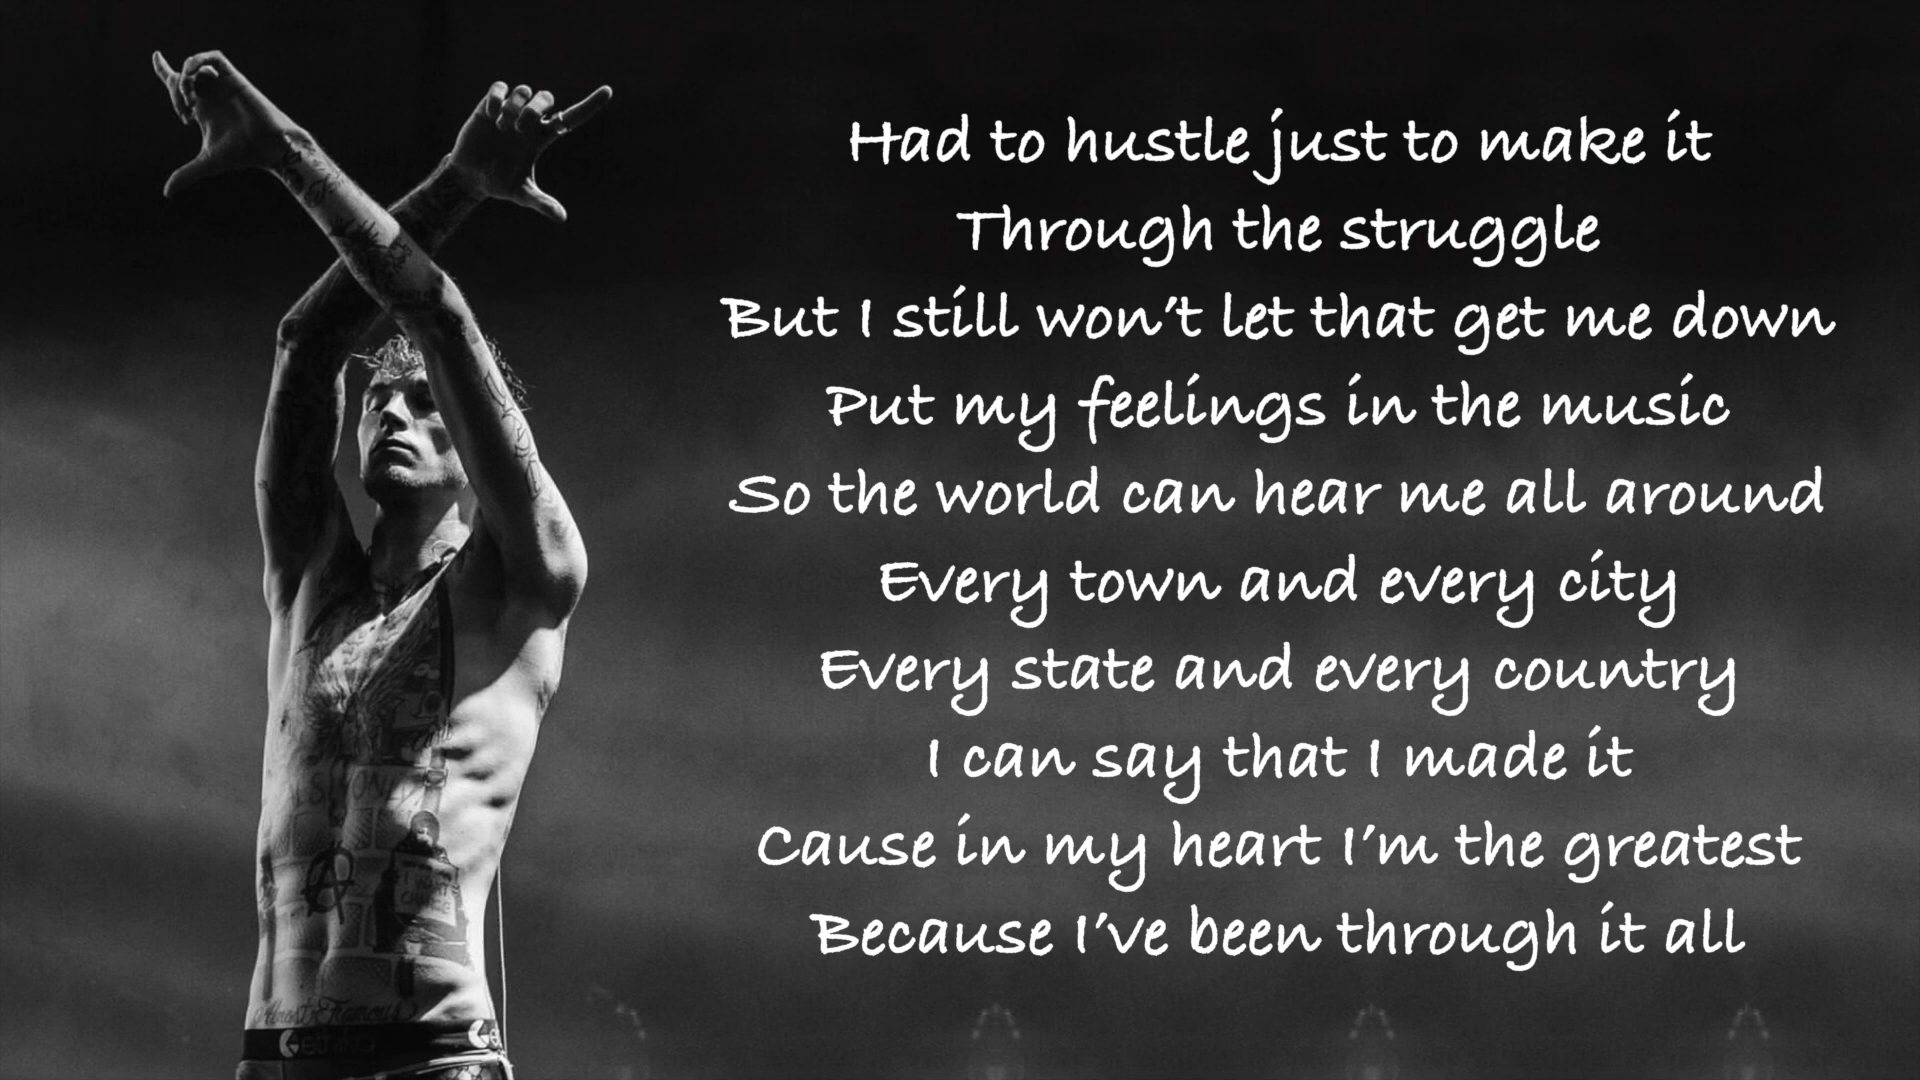 Had to hustle just to make it
Through the struggle
But I still won't let that get me down
Put my feelings in the music
So the world can hear me all around
Every town and every city
Every state and every country
I can say that I made it
Cause in my heart I'm the greatest
Because I've been through it all
Almost Famous
ethika